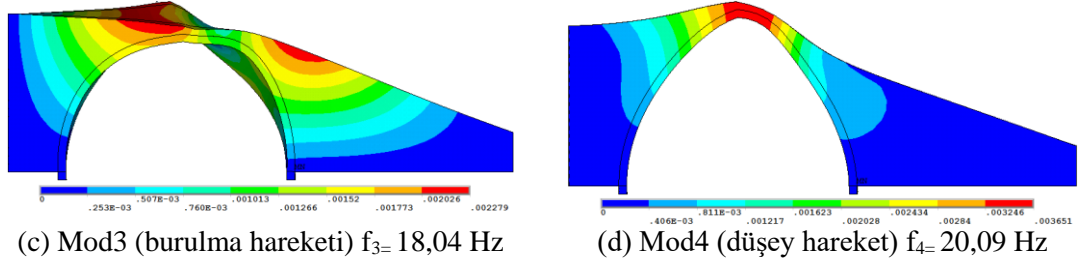 0 .507E-03 .001013 .00152 .002026
.253E-03 .760E-03 .001266 .001773 .002279
0 .811E-03 .001623 .002434 .003246
.406E-03 .001217 .002028 .00284 .003651
(c) Mod3 (burulma hareketi) f3= 18,04 Hz
(d) Mod4 (düşey hareket) f4= 20,09 Hz